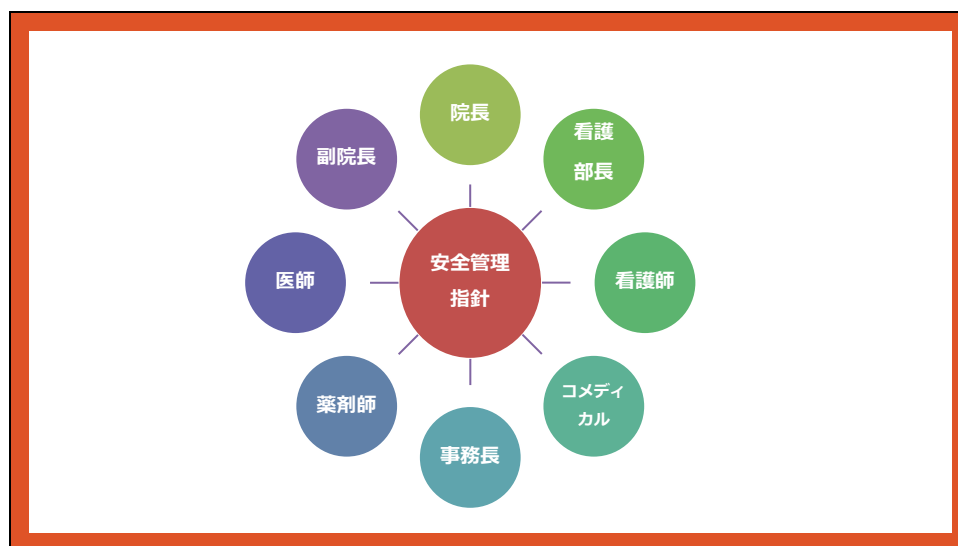 院長
看護
部長
看護師
コメディ
カル
事務長
薬剤師
医師
副院長
安全管理
指針